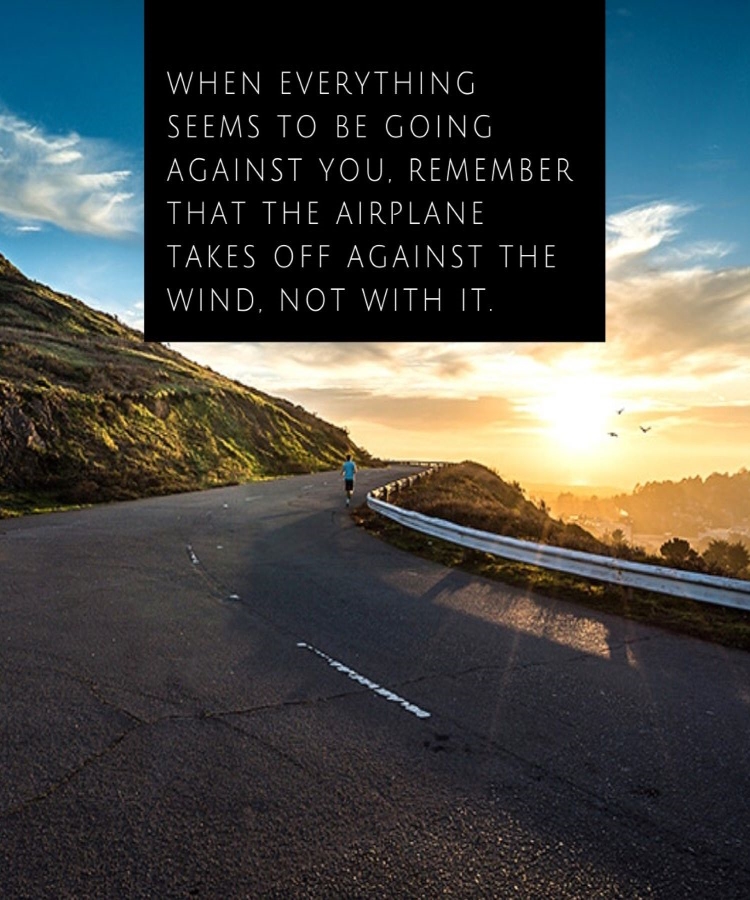 WHEN EVERYTHING
SEEMS TO BE GOING
AGAINST YOU, REMEMBER
THAT THE AIRPLANE
TAKES OFF AGAINST THE
WIND, NOT WITH IT.